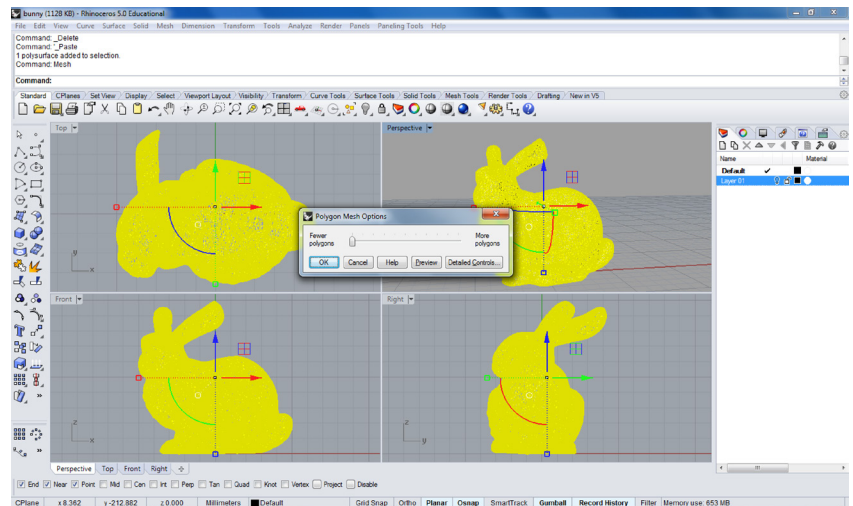 bunny (1128 KB) - Rhinoceros 5.0 Educational
File Edit View Curve Surface Solid Mesh Dimension Transform Tools Analyze Render Panels Paneling Tools Help
Command: _Delete
Command: '_Paste
1 polysurface added to selection.
Command: Mesh
Command:
Standard CPlanes Set View Display Select Viewport Layout Visibility Transform Curve Tools Surface Tools Solid Tools Mesh Tools Render Tools Drafting New in V5
Top
Perspective
Name Material
Default
Layer 01
Polygon Mesh Options
Fewer polygons
More polygons
OK Cancel Help Preview Detailed Controls...
y
x
Front
Right
z
x
z
y
Perspective Top Front Right
End Near Point Mid Cen Int Perp Tan Quad Knot Vertex Project Disable
CPlane x 8.362 y -212.882 z 0.000 Millimeters Default Grid Snap Ortho Planar Osnap SmartTrack Gumball Record History Filter Memory use: 653 MB